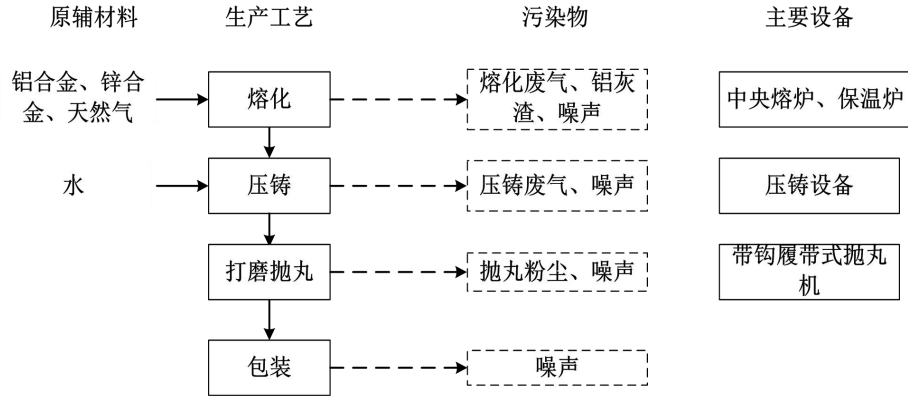 原辅材料 生产工艺 污染物 主要设备
铝合金、锌合
金、天然气
熔化
熔化废气、铝灰
渣、噪声
中央熔炉、保温炉
水
压铸
压铸废气、噪声
压铸设备
打磨抛丸
抛丸粉尘、噪声
带钩履带式抛丸
机
包装
噪声